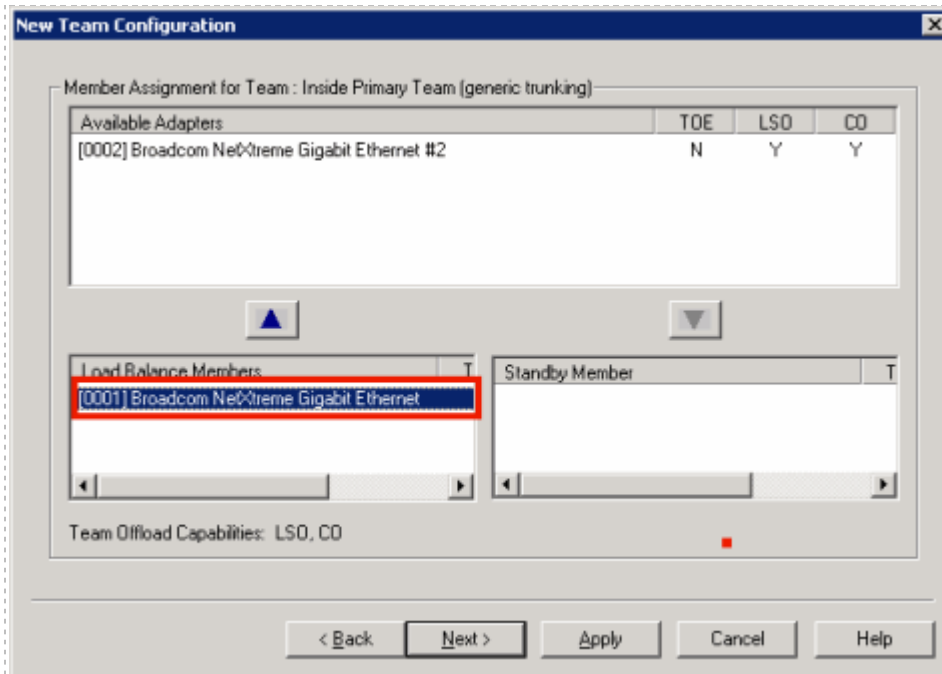 New Team Configuration
Member Assignment for Team : Inside Primary Team (generic trunking)
Available Adapters TOE LSO CO
[0002] Broadcom NetXtreme Gigabit Ethernet #2 N Y Y
Load Balance Members T Standby Member T
[0001] Broadcom NetXtreme Gigabit Ethernet
Team Offload Capabilities: LSO, CO
< Back Next > Apply Cancel Help